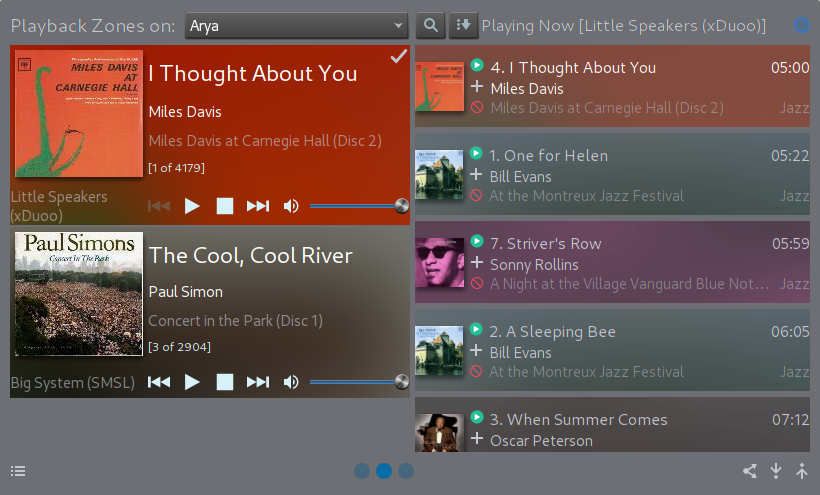 Playback Zones on:
Arya
Playing Now [Little Speakers (xDuoo)]
MILES DAVIS
AT
CARNEGIE HALL
I Thought About You
Miles Davis
Miles Davis at Carnegie Hall (Disc 2)
[1 of 4179]
Little Speakers
(xDuoo)
Paul Simons
Concert In The Park
The Cool, Cool River
Paul Simon
Concert in the Park (Disc 1)
[3 of 2904]
Big System (SMSL)
4. I Thought About You
05:00
Miles Davis
Miles Davis at Carnegie Hall (Disc 2)
Jazz
1. One for Helen
05:22
Bill Evans
At the Montreux Jazz Festival
Jazz
7. Striver's Row
05:59
Sonny Rollins
A Night at the Village Vanguard Blue Not...
Jazz
2. A Sleeping Bee
06:05
Bill Evans
At the Montreux Jazz Festival
Jazz
3. When Summer Comes
07:12
Oscar Peterson